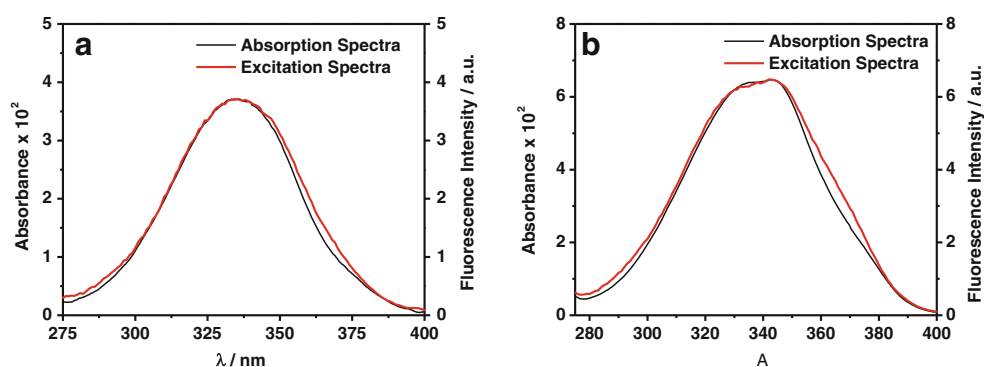 a
Absorption Spectra
Excitation Spectra
Absorbance x 10²
Fluorescence Intensity / a.u.
5
4
3
2
1
0
5
4
3
2
1
0
275 300 325 350 375 400
λ / nm
b
Absorption Spectra
Excitation Spectra
Absorbance x 10²
Fluorescence Intensity / a.u.
8
6
4
2
0
8
6
4
2
0
280 300 320 340 360 380 400
A